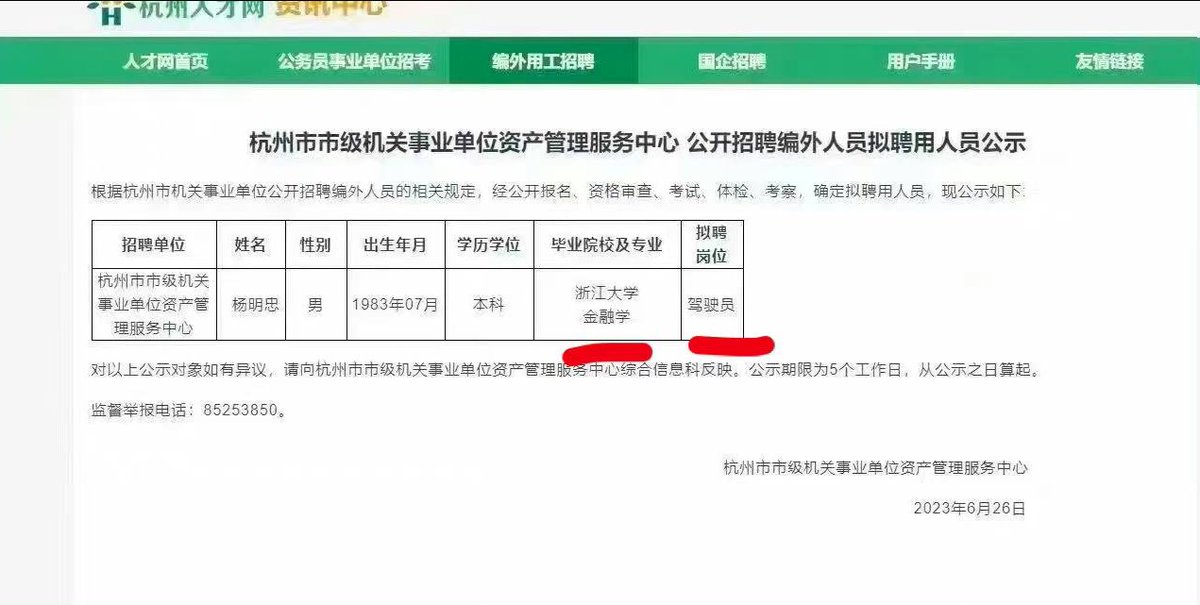 杭州人才网 资讯中心
人才网首页 公务员事业单位招考 编外用工招聘 国企招聘 用户手册 友情链接
杭州市市级机关事业单位资产管理服务中心 公开招聘编外人员拟聘用人员公示
根据杭州市机关事业单位公开招聘编外人员的相关规定，经公开报名、资格审查、考试、体检、考察，确定拟聘用人员，现公示如下：
招聘单位 姓名 性别 出生年月 学历学位 毕业院校及专业 拟聘
岗位
杭州市市级机关
事业单位资产管
理服务中心
杨明忠 男 1983年07月 本科
浙江大学
金融学
驾驶员
对以上公示对象如有异议，请向杭州市市级机关事业单位资产管理服务中心综合信息科反映。公示期限为5个工作日，从公示之日算起。
监督举报电话：85253850。
杭州市市级机关事业单位资产管理服务中心
2023年6月26日